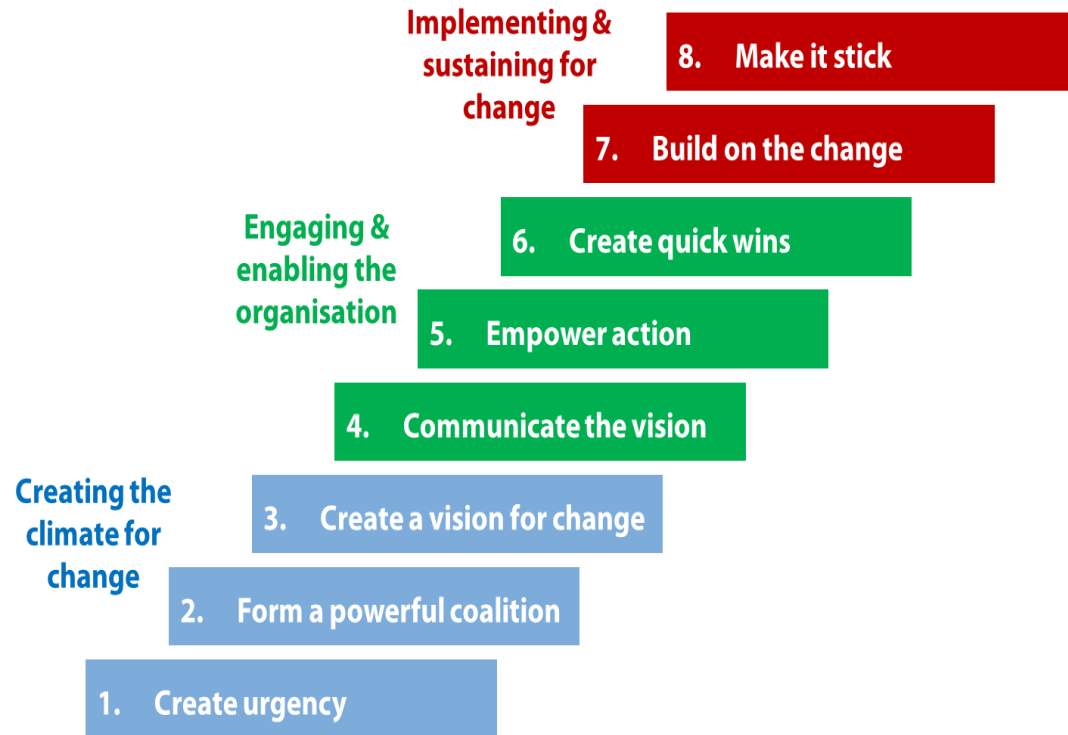 Implementing &
sustaining for
change
8. Make it stick
7. Build on the change
Engaging &
enabling the
organisation
6. Create quick wins
5. Empower action
4. Communicate the vision
Creating the
climate for
change
3. Create a vision for change
2. Form a powerful coalition
1. Create urgency